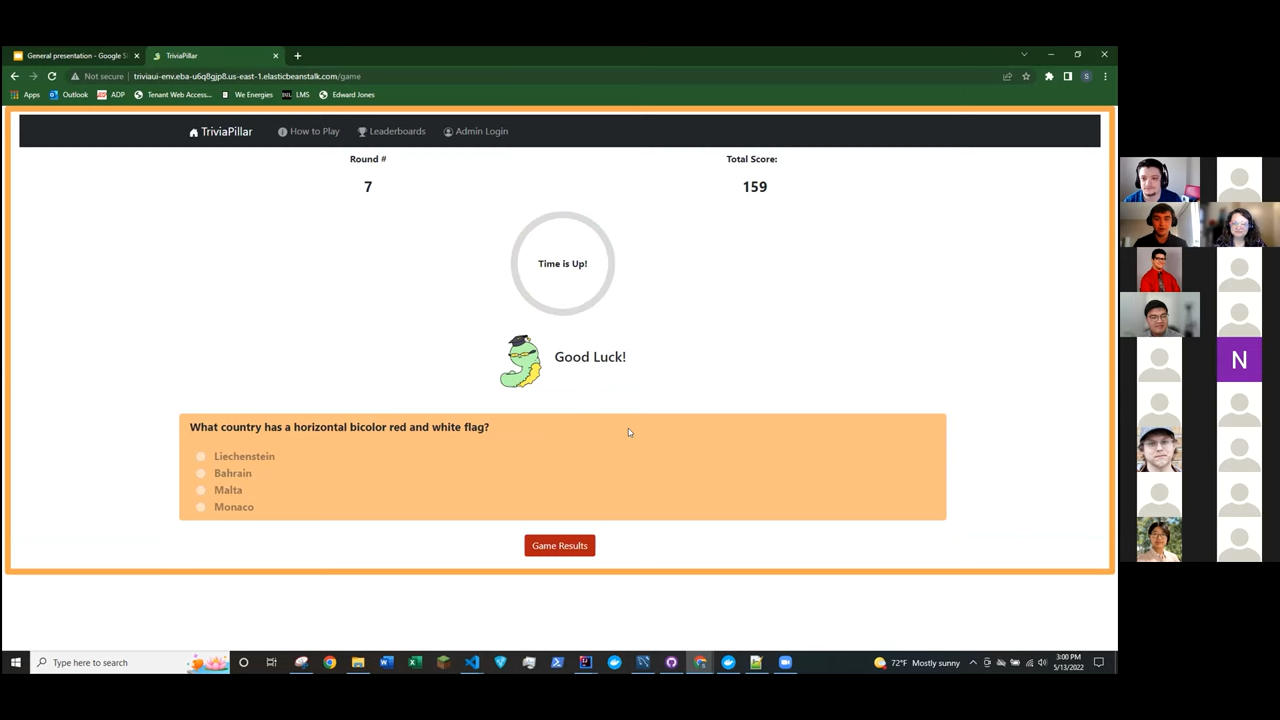 General presentation - Google Sl
TriviaPillar
Not secure
triviaui-env.eba-u6q8gjp8.us-east-1.elasticbeanstalk.com/game
S
Apps
Outlook
ADP
Tenant Web Access...
We Energies
LMS
Edward Jones
TriviaPillar
How to Play
Leaderboards
Admin Login
Round #
Total Score:
7
159
Time is Up!
Good Luck!
What country has a horizontal bicolor red and white flag?
Liechenstein
Bahrain
Malta
Monaco
Game Results
N
Type here to search
72°F Mostly sunny
3:00 PM
5/13/2022